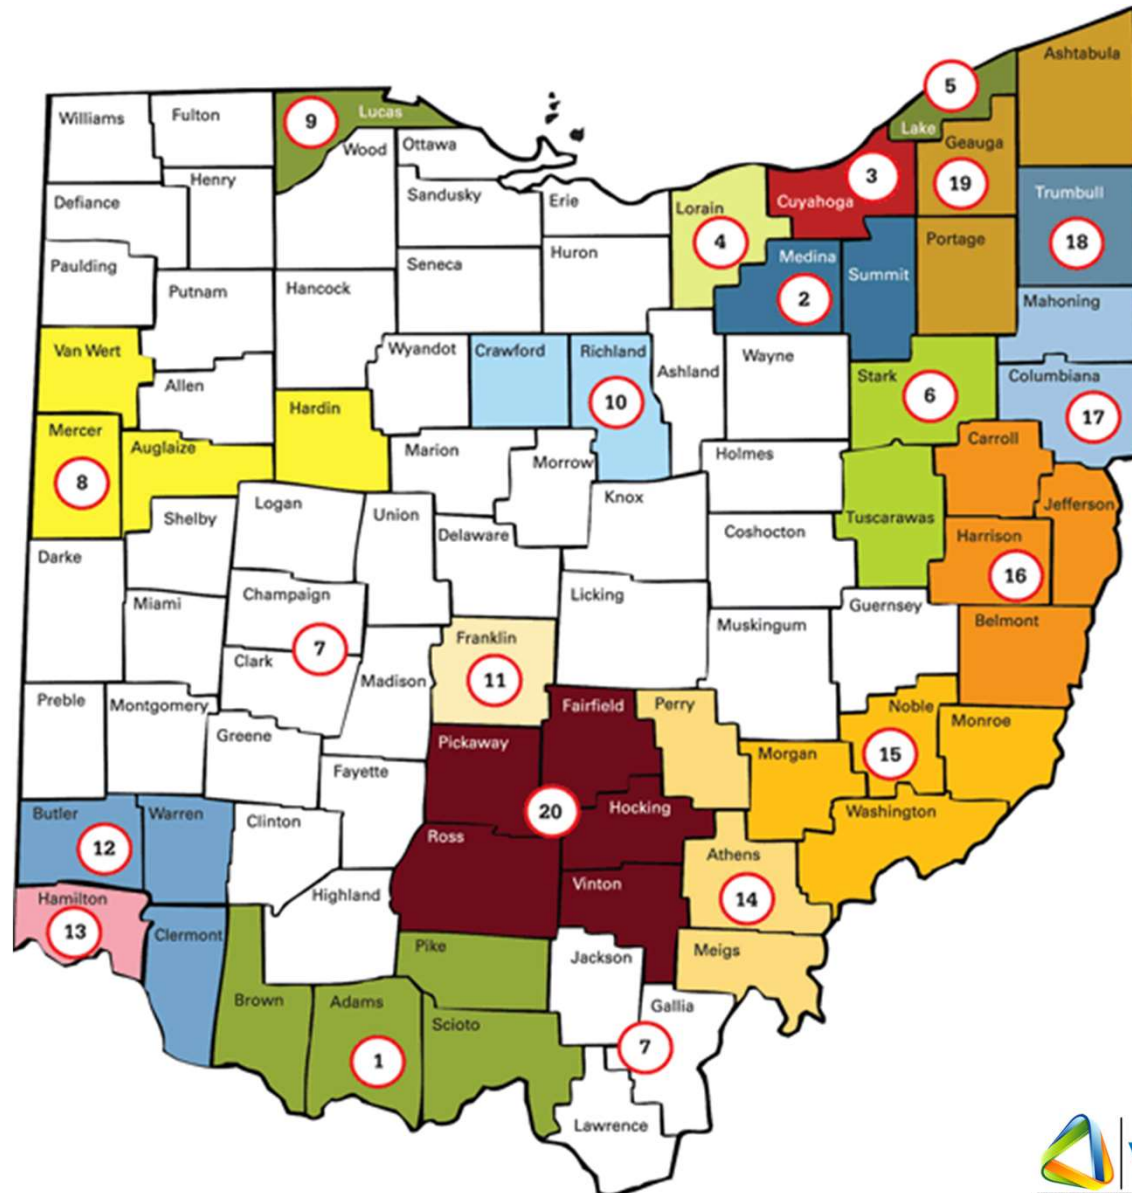 Ashtabula
5
Lake
Geauga
19
Williams
Fulton
9
Lucas
Wood
Ottawa
Henry
Defiance
Sandusky
Erie
Lorain
4
Cuyahoga
3
Trumbull
18
Paulding
Putnam
Hancock
Seneca
Huron
Medina
2
Summit
Portage
Mahoning
Van Wert
Allen
Wyandot
Crawford
Richland
10
Ashland
Wayne
Stark
6
Columbiana
17
Mercer
8
Auglaize
Hardin
Marion
Morrow
Holmes
Carroll
Jefferson
Shelby
Logan
Union
Delaware
Knox
Coshocton
Tuscarawas
Harrison
16
Darke
Miami
Champaign
7
Clark
Licking
Muskingum
Guernsey
Belmont
Franklin
11
Madison
Preble
Montgomery
Greene
Fayette
Pickaway
Fairfield
Perry
Morgan
Noble
15
Monroe
Washington
Butler
12
Warren
Clinton
Ross
20
Hocking
Athens
14
Hamilton
13
Clermont
Highland
Vinton
Meigs
Brown
Adams
1
Pike
Scioto
Jackson
Gallia
7
Lawrence